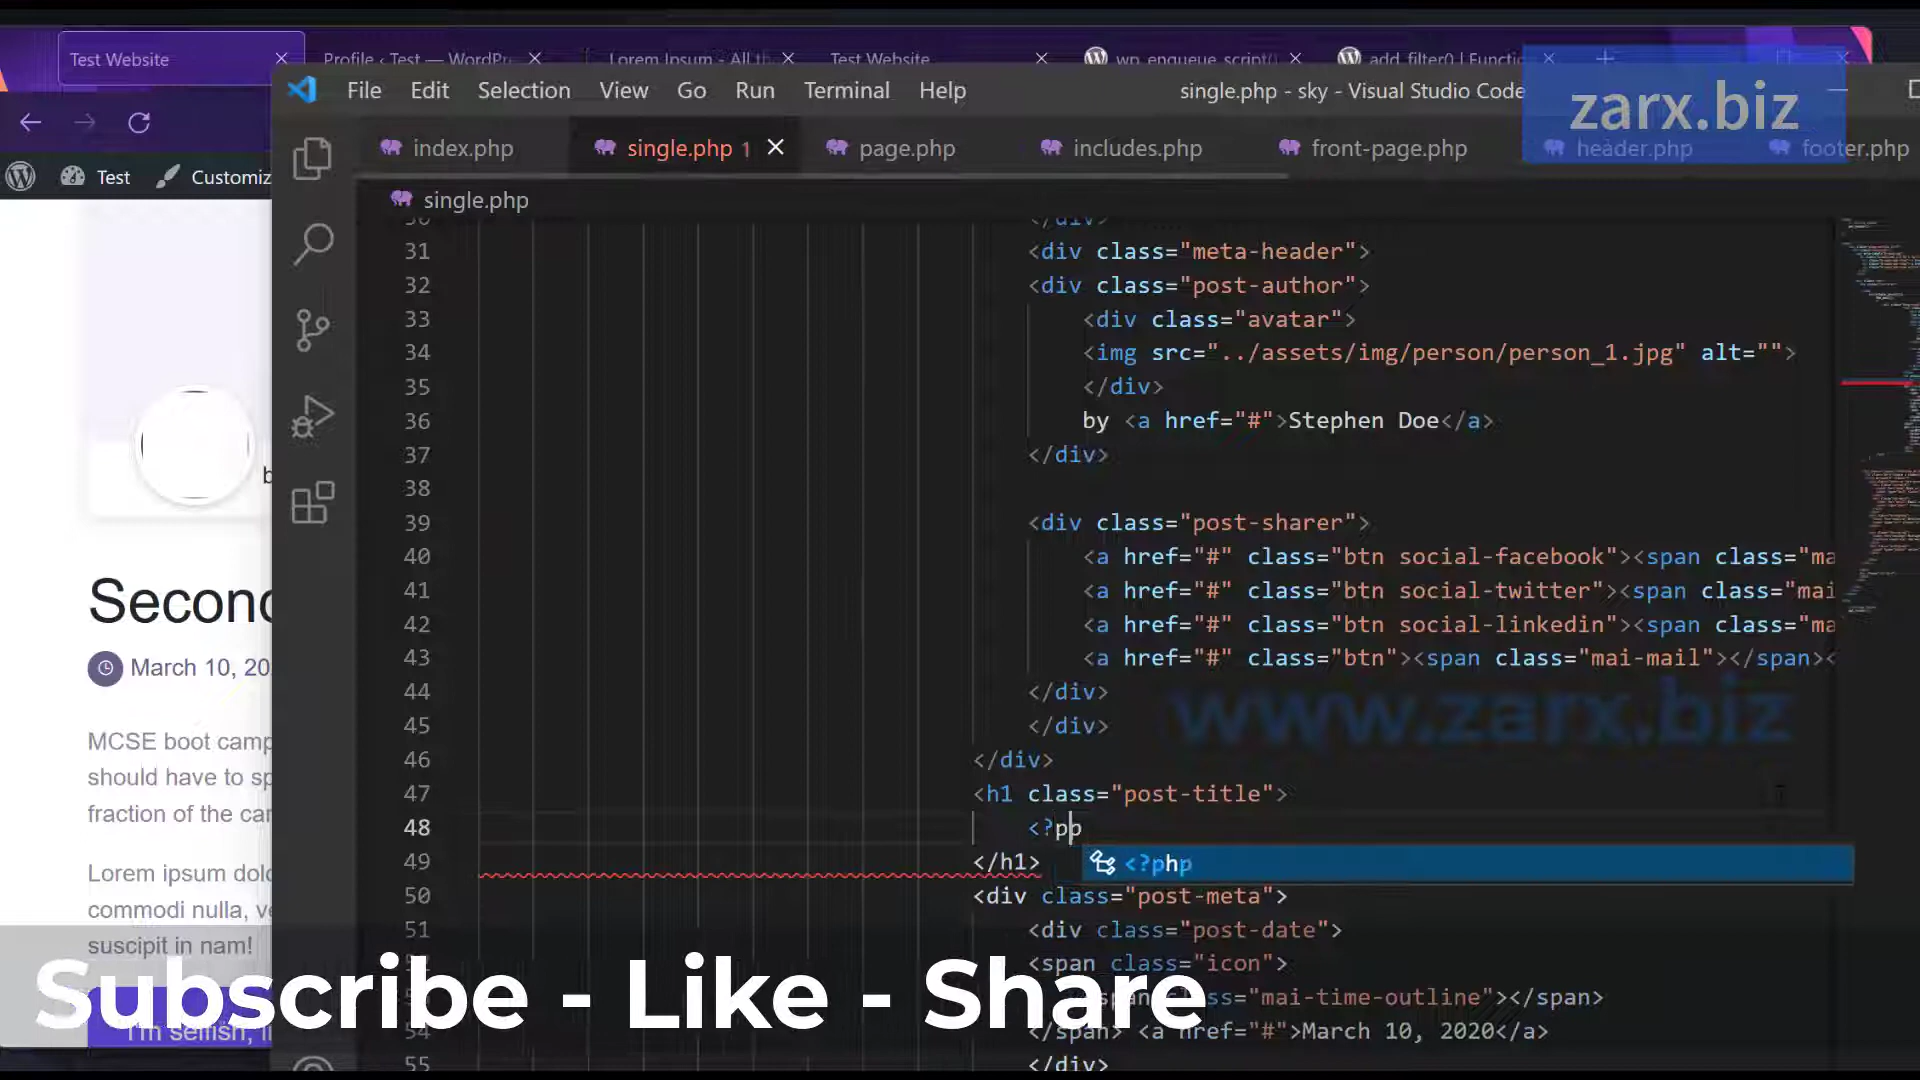 Test Website
Profile ‹ Test — WordPr
Lorem Ipsum - All th
Test Website
wp_enqueue_script()
add_filter() | Functi
File Edit Selection View Go Run Terminal Help
single.php - sky - Visual Studio Code
zarx.biz
index.php
single.php 1
page.php
includes.php
front-page.php
header.php
footer.php
Test
Customiz
single.php
30 </div>
31 <div class="meta-header">
32 <div class="post-author">
33 <div class="avatar">
34 <img src="../assets/img/person/person_1.jpg" alt="">
35 </div>
36 by <a href="#">Stephen Doe</a>
37 </div>
38
39 <div class="post-sharer">
40 <a href="#" class="btn social-facebook"><span class="ma
41 <a href="#" class="btn social-twitter"><span class="mai
42 <a href="#" class="btn social-linkedin"><span class="ma
43 <a href="#" class="btn"><span class="mai-mail"></span><
44 </div>
45 </div>
46 </div>
47 <h1 class="post-title">
48 <?pp
49 </h1>
<?php
50 <div class="post-meta">
51 <div class="post-date">
<span class="icon">
ss="mai-time-outline"></span>
54 </span> <a href="#">March 10, 2020</a>
55 </div>
www.zarx.biz
b
Second
March 10, 20
MCSE boot camp
should have to sp
fraction of the car
Lorem ipsum dolo
commodi nulla, ve
suscipit in nam!
I'm selfish, i
Subscribe - Like - Share